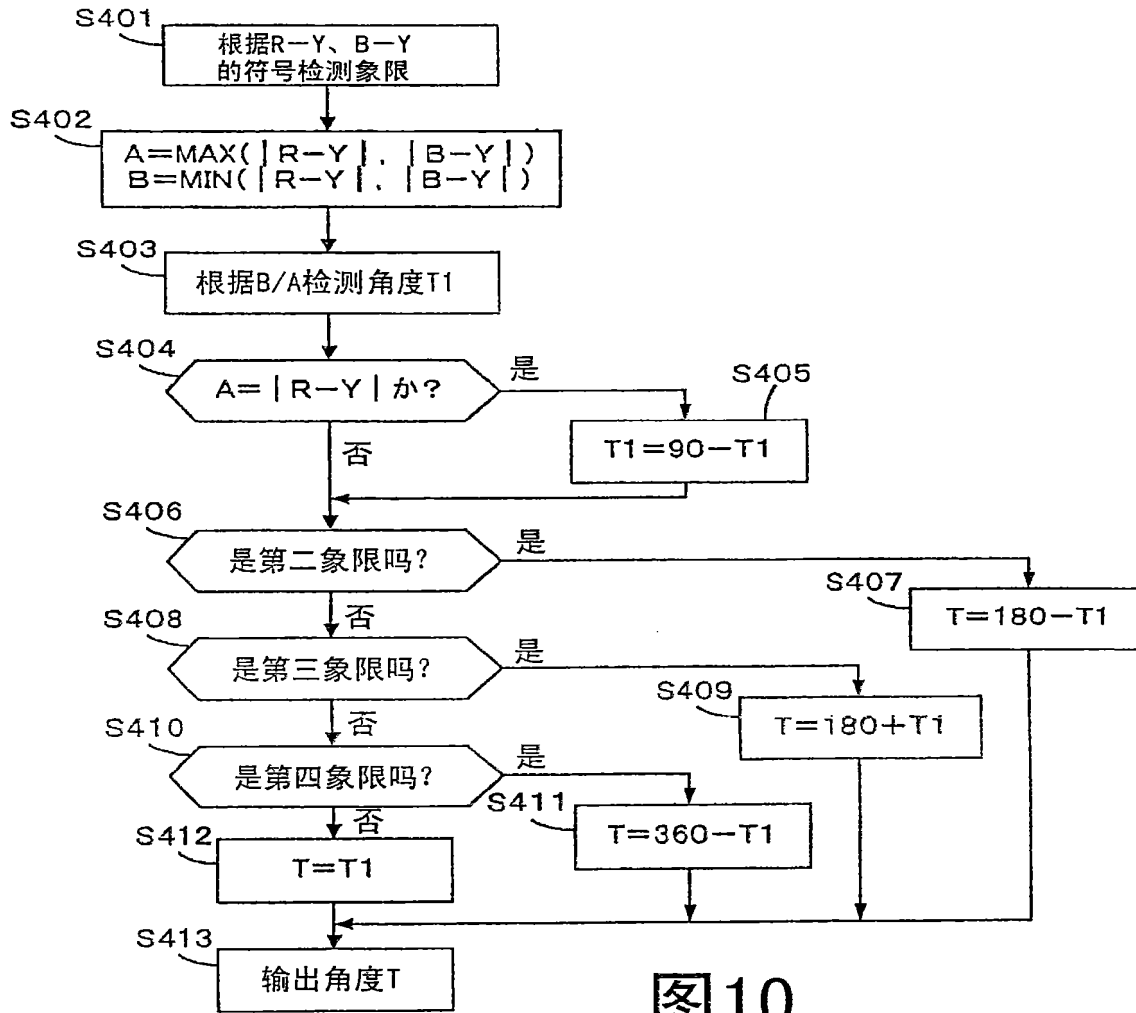 S401
根据R-Y、B-Y
的符号检测象限
S402
A=MAX(|R-Y|, |B-Y|)
B=MIN(|R-Y|, |B-Y|)
S403
根据B/A检测角度T1
S404
A=|R-Y|か?
是
S405
T1=90-T1
否
S406
是第二象限吗?
是
S407
T=180-T1
否
S408
是第三象限吗?
是
S409
T=180+T1
否
S410
是第四象限吗?
是
S411
T=360-T1
否
S412
T=T1
S413
输出角度T
图10